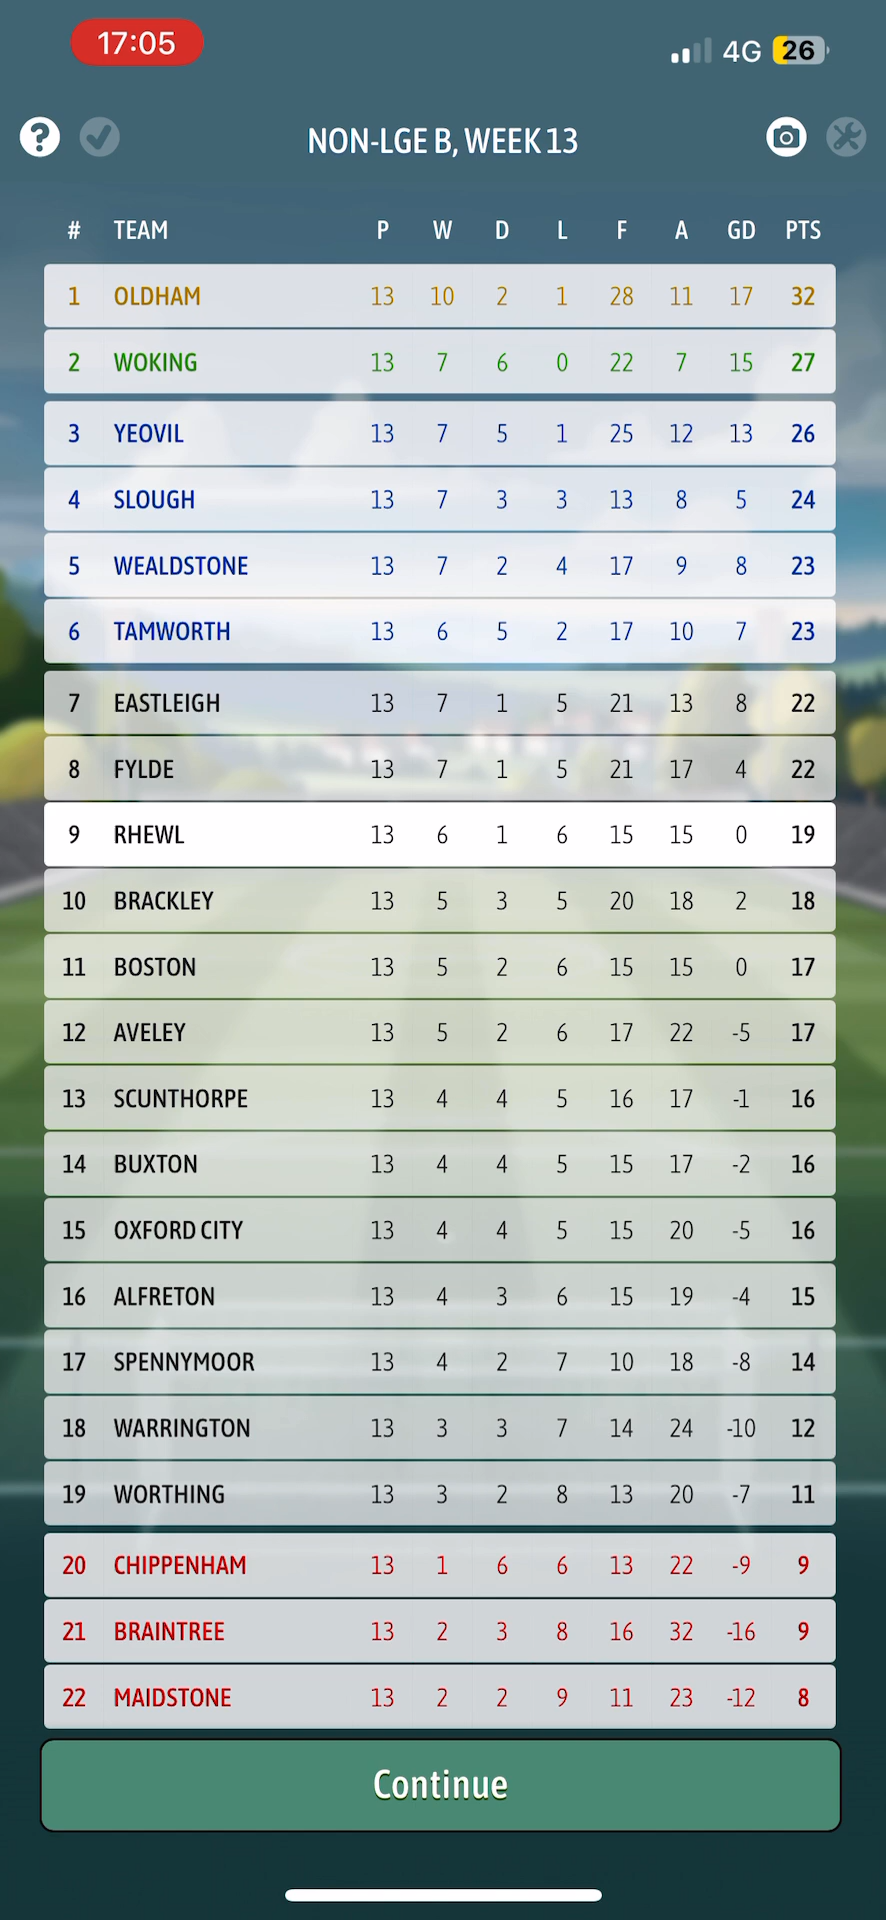 17:05 4G 26
? NON-LGE B, WEEK 13
# TEAM P W D L F A GD PTS
1 OLDHAM 13 10 2 1 28 11 17 32
2 WOKING 13 7 6 0 22 7 15 27
3 YEOVIL 13 7 5 1 25 12 13 26
4 SLOUGH 13 7 3 3 13 8 5 24
5 WEALDSTONE 13 7 2 4 17 9 8 23
6 TAMWORTH 13 6 5 2 17 10 7 23
7 EASTLEIGH 13 7 1 5 21 13 8 22
8 FYLDE 13 7 1 5 21 17 4 22
9 RHEWL 13 6 1 6 15 15 0 19
10 BRACKLEY 13 5 3 5 20 18 2 18
11 BOSTON 13 5 2 6 15 15 0 17
12 AVELEY 13 5 2 6 17 22 -5 17
13 SCUNTHORPE 13 4 4 5 16 17 -1 16
14 BUXTON 13 4 4 5 15 17 -2 16
15 OXFORD CITY 13 4 4 5 15 20 -5 16
16 ALFRETON 13 4 3 6 15 19 -4 15
17 SPENNYMOOR 13 4 2 7 10 18 -8 14
18 WARRINGTON 13 3 3 7 14 24 -10 12
19 WORTHING 13 3 2 8 13 20 -7 11
20 CHIPPENHAM 13 1 6 6 13 22 -9 9
21 BRAINTREE 13 2 3 8 16 32 -16 9
22 MAIDSTONE 13 2 2 9 11 23 -12 8
Continue